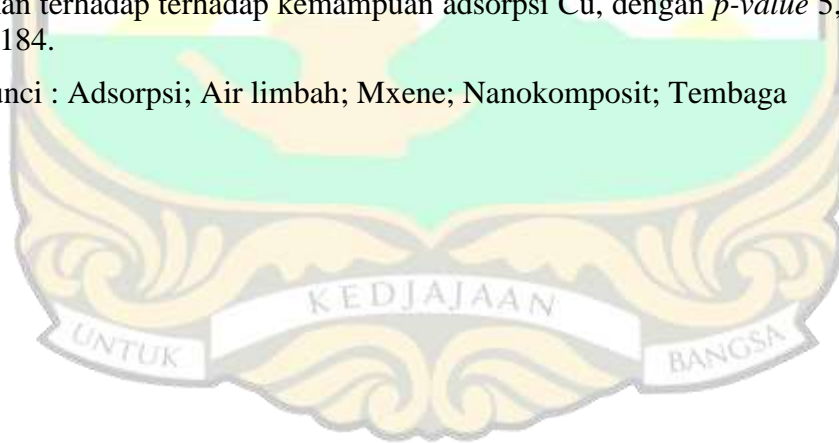 an terhadap terhadap kemampuan adsorpsi Cu, dengan p-value 5,
184.
nci : Adsorpsi; Air limbah; Mxene; Nanokomposit; Tembaga
KEDJAJAAN
UNTUK
BANGSA